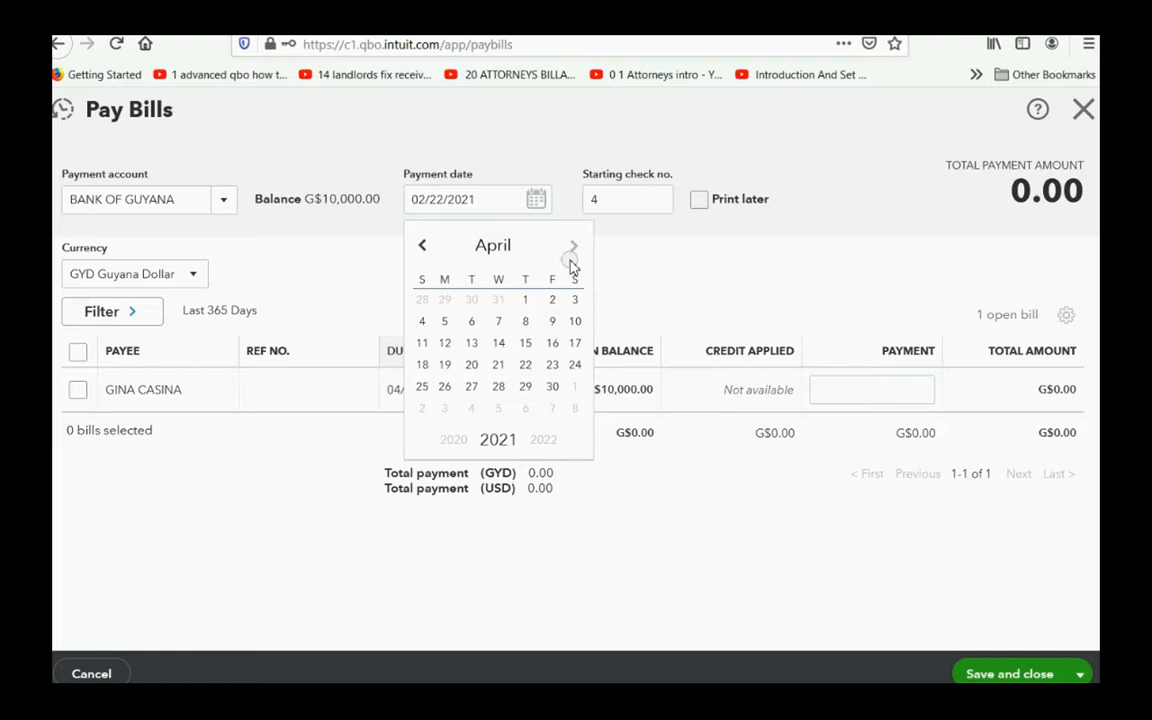 https://c1.qbo.intuit.com/app/paybills
Getting Started 1 advanced qbo how t... 14 landlords fix receiv... 20 ATTORNEYS BILLA... 0 1 Attorneys intro - Y... Introduction And Set ... Other Bookmarks
Pay Bills
TOTAL PAYMENT AMOUNT
0.00
Payment account Payment date Starting check no.
BANK OF GUYANA Balance G$10,000.00 02/22/2021 4 Print later
Currency
GYD Guyana Dollar
April
S M T W T F S
28 29 30 31 1 2 3
4 5 6 7 8 9 10
11 12 13 14 15 16 17
18 19 20 21 22 23 24
25 26 27 28 29 30 1
2 3 4 5 6 7 8
2020 2021 2022
Filter > Last 365 Days 1 open bill
PAYEE REF NO. DU N BALANCE CREDIT APPLIED PAYMENT TOTAL AMOUNT
GINA CASINA 04/ $10,000.00 Not available G$0.00
0 bills selected G$0.00 G$0.00 G$0.00 G$0.00
Total payment (GYD) 0.00
Total payment (USD) 0.00
< First Previous 1-1 of 1 Next Last >
Cancel Save and close